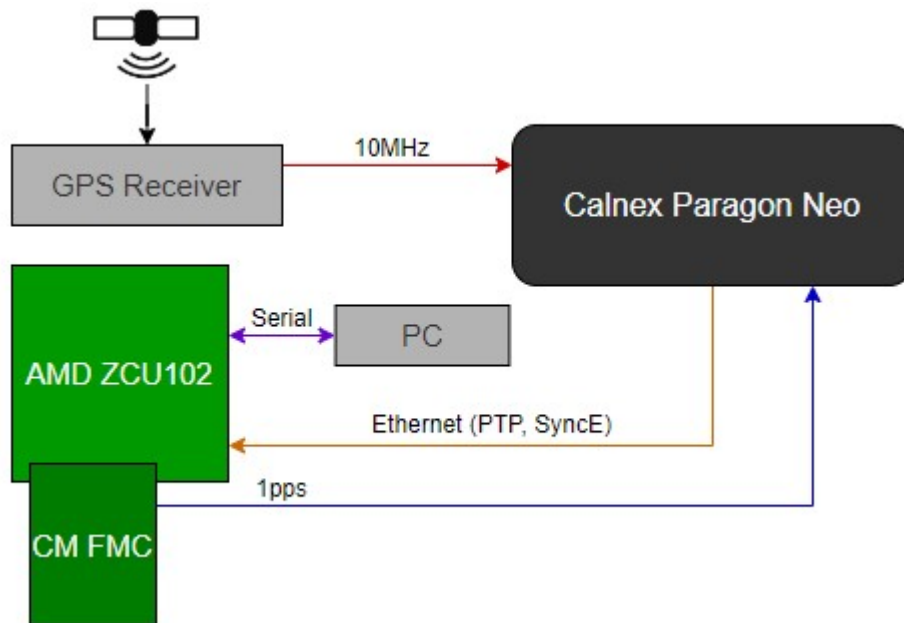 10MHz
GPS Receiver
Calnex Paragon Neo
Serial
PC
AMD ZCU102
Ethernet (PTP, SyncE)
1pps
CM FMC